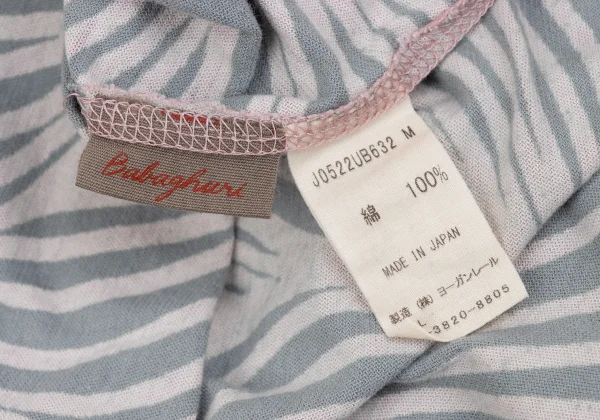 Babaghuri
J0522UB632 M
綿 100%
MADE IN JAPAN
製造 (株) ヨーガンレール
-3820-8805